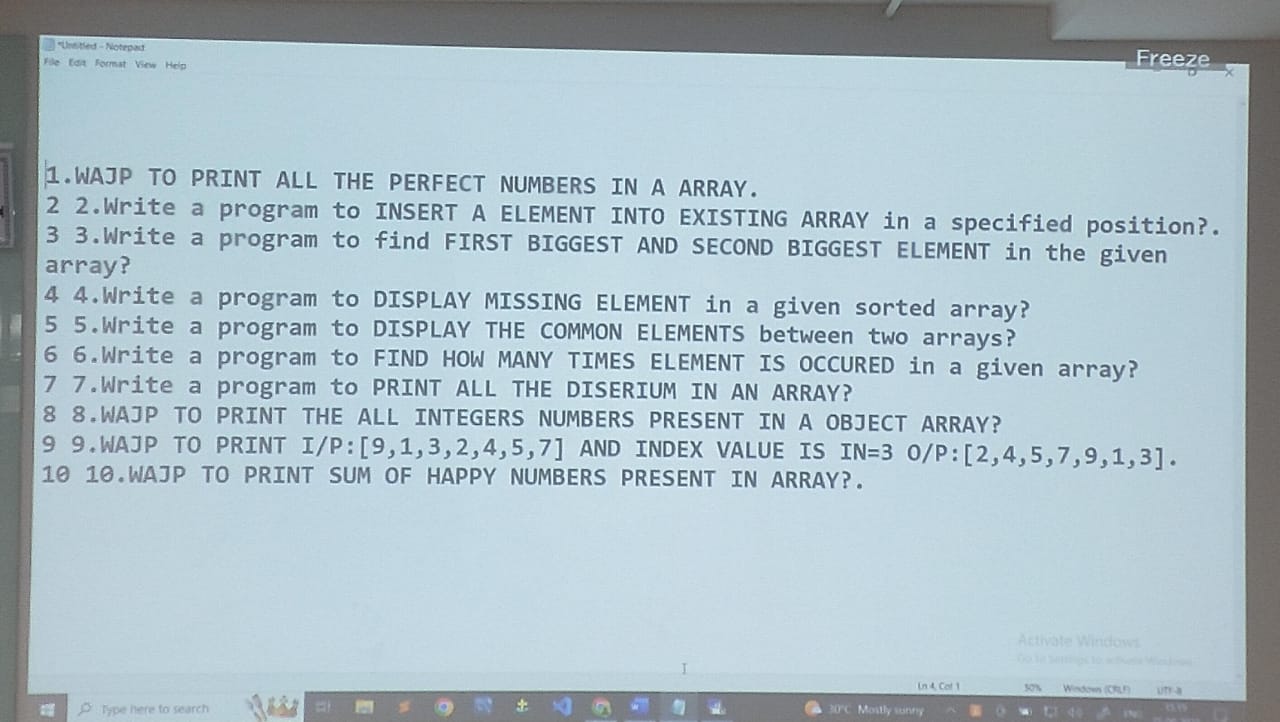 *Untitled - Notepad
File Edit Format View Help
Freeze
1.WAJP TO PRINT ALL THE PERFECT NUMBERS IN A ARRAY.
2 2.Write a program to INSERT A ELEMENT INTO EXISTING ARRAY in a specified position?.
3 3.Write a program to find FIRST BIGGEST AND SECOND BIGGEST ELEMENT in the given
array?
4 4.Write a program to DISPLAY MISSING ELEMENT in a given sorted array?
5 5.Write a program to DISPLAY THE COMMON ELEMENTS between two arrays?
6 6.Write a program to FIND HOW MANY TIMES ELEMENT IS OCCURED in a given array?
7 7.Write a program to PRINT ALL THE DISERIUM IN AN ARRAY?
8 8.WAJP TO PRINT THE ALL INTEGERS NUMBERS PRESENT IN A OBJECT ARRAY?
9 9.WAJP TO PRINT I/P:[9,1,3,2,4,5,7] AND INDEX VALUE IS IN=3 O/P:[2,4,5,7,9,1,3].
10 10.WAJP TO PRINT SUM OF HAPPY NUMBERS PRESENT IN ARRAY?.
Activate Windows
Go to Settings to activate Windows.
Ln 4, Col 1 50% Windows (CRLF) UTF-8
Type here to search 30°C Mostly sunny